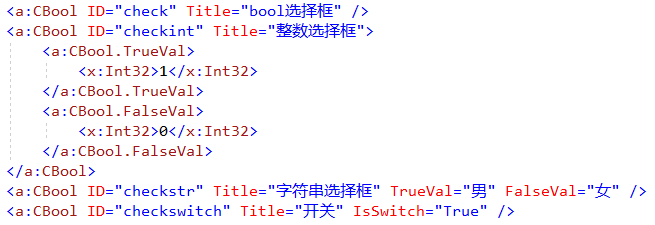 <a:CBool ID="check" Title="bool选择框" />
<a:CBool ID="checkint" Title="整数选择框">
    <a:CBool.TrueVal>
        <x:Int32>1</x:Int32>
    </a:CBool.TrueVal>
    <a:CBool.FalseVal>
        <x:Int32>0</x:Int32>
    </a:CBool.FalseVal>
</a:CBool>
<a:CBool ID="checkstr" Title="字符串选择框" TrueVal="男" FalseVal="女" />
<a:CBool ID="checkswitch" Title="开关" IsSwitch="True" />